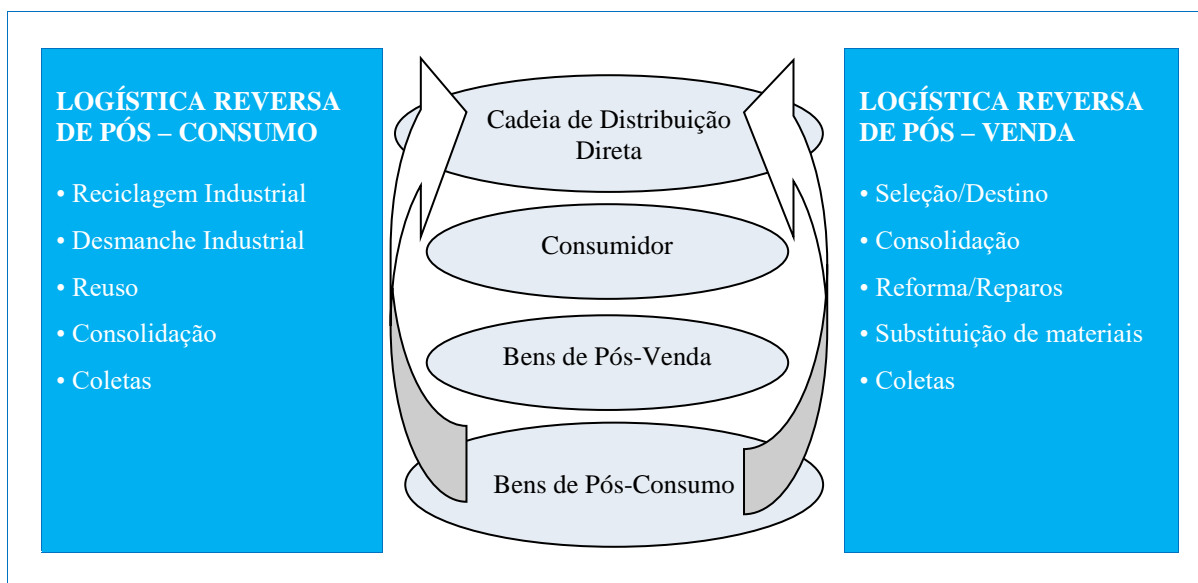 LOGÍSTICA REVERSA
DE PÓS – CONSUMO
• Reciclagem Industrial
• Desmanche Industrial
• Reuso
• Consolidação
• Coletas
Cadeia de Distribuição
Direta
Consumidor
Bens de Pós-Venda
Bens de Pós-Consumo
LOGÍSTICA REVERSA
DE PÓS – VENDA
• Seleção/Destino
• Consolidação
• Reforma/Reparos
• Substituição de materiais
• Coletas